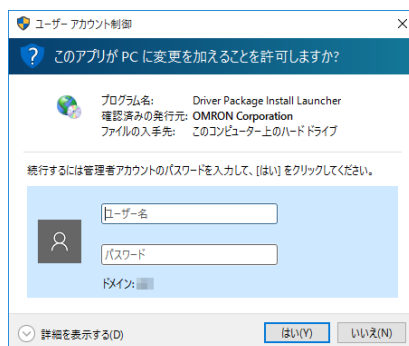 ユーザー アカウント制御
このアプリが PC に変更を加えることを許可しますか?
プログラム名: Driver Package Install Launcher
確認済みの発行元: OMRON Corporation
ファイルの入手先: このコンピューター上のハード ドライブ
続行するには管理者アカウントのパスワードを入力して、[はい] をクリックしてください。
ユーザー名
パスワード
ドメイン:
詳細を表示する(D)
はい(Y)
いいえ(N)